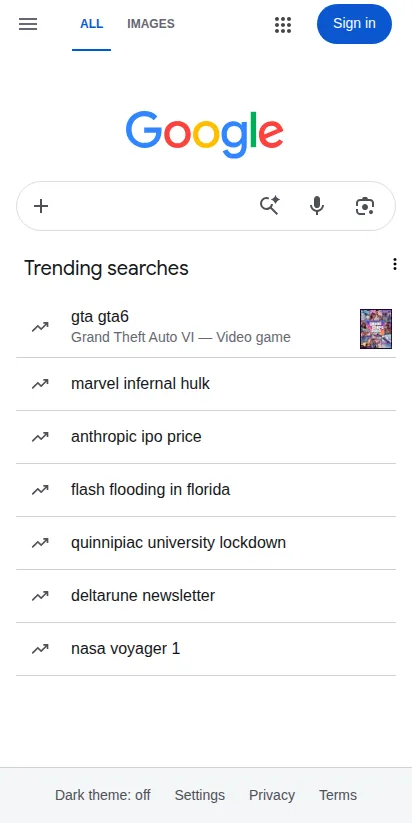 ALL IMAGES Sign in
Google
Trending searches
gta gta6
Grand Theft Auto VI — Video game
marvel infernal hulk
anthropic ipo price
flash flooding in florida
quinnipiac university lockdown
deltarune newsletter
nasa voyager 1
Dark theme: off Settings Privacy Terms